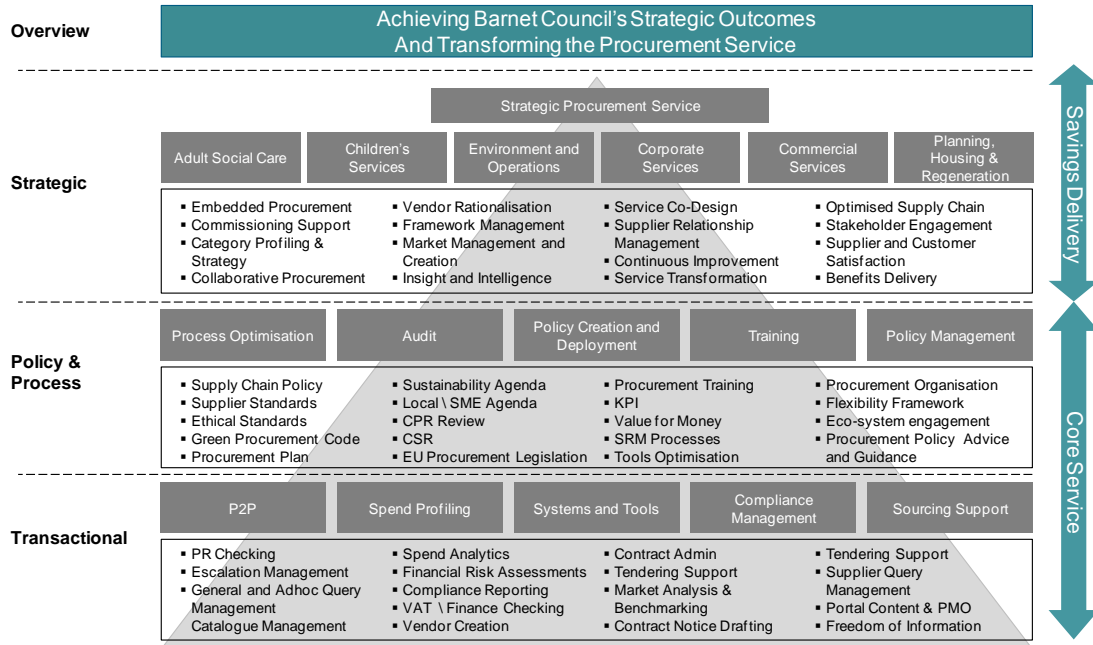 Overview
Achieving Barnet Council's Strategic Outcomes
And Transforming the Procurement Service
Strategic Procurement Service
Adult Social Care
Children's
Services
Environment and
Operations
Corporate
Services
Commercial
Services
Planning,
Housing &
Regeneration
Strategic
▪ Embedded Procurement
▪ Commissioning Support
▪ Category Profiling &
Strategy
▪ Collaborative Procurement
▪ Vendor Rationalisation
▪ Framework Management
▪ Market Management and
Creation
▪ Insight and Intelligence
▪ Service Co-Design
▪ Supplier Relationship
Management
▪ Continuous Improvement
▪ Service Transformation
▪ Optimised Supply Chain
▪ Stakeholder Engagement
▪ Supplier and Customer
Satisfaction
▪ Benefits Delivery
Savings Delivery
Policy &
Process
Process Optimisation
Audit
Policy Creation and
Deployment
Training
Policy Management
▪ Supply Chain Policy
▪ Supplier Standards
▪ Ethical Standards
▪ Green Procurement Code
▪ Procurement Plan
▪ Sustainability Agenda
▪ Local \ SME Agenda
▪ CPR Review
▪ CSR
▪ EU Procurement Legislation
▪ Procurement Training
▪ KPI
▪ Value for Money
▪ SRM Processes
▪ Tools Optimisation
▪ Procurement Organisation
▪ Flexibility Framework
▪ Eco-system engagement
▪ Procurement Policy Advice
and Guidance
Core Service
Transactional
P2P
Spend Profiling
Systems and Tools
Compliance
Management
Sourcing Support
▪ PR Checking
▪ Escalation Management
▪ General and Adhoc Query
Management
Catalogue Management
▪ Spend Analytics
▪ Financial Risk Assessments
▪ Compliance Reporting
▪ VAT \ Finance Checking
▪ Vendor Creation
▪ Contract Admin
▪ Tendering Support
▪ Market Analysis &
Benchmarking
▪ Contract Notice Drafting
▪ Tendering Support
▪ Supplier Query
Management
▪ Portal Content & PMO
▪ Freedom of Information